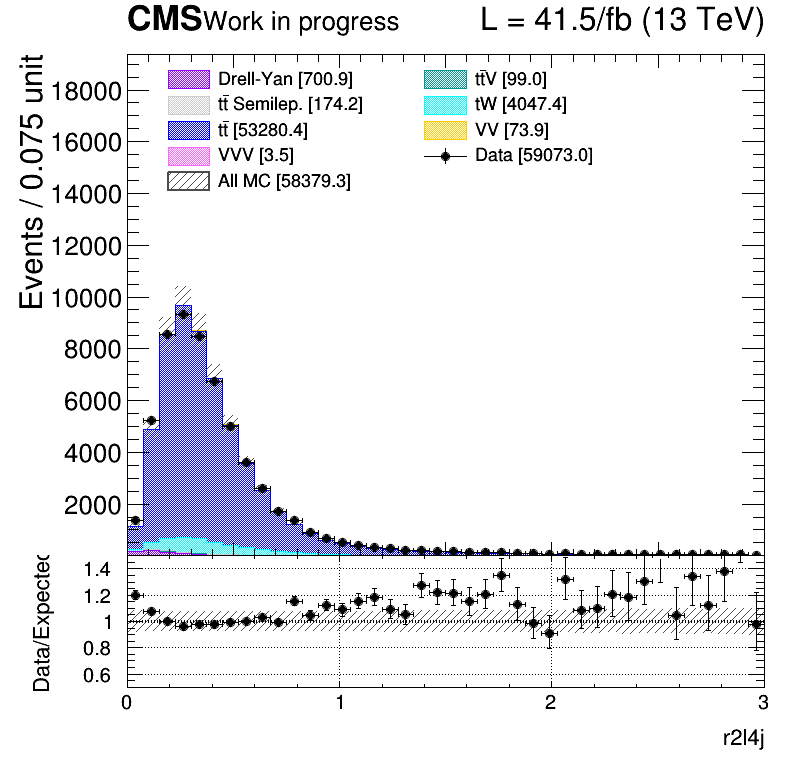 CMS Work in progress L = 41.5/fb (13 TeV)
Events / 0.075 unit
Drell-Yan [700.9]
tt̄ Semilep. [174.2]
tt̄ [53280.4]
VVV [3.5]
All MC [58379.3]
tt̄V [99.0]
tW [4047.4]
VV [73.9]
Data [59073.0]
18000
16000
14000
12000
10000
8000
6000
4000
2000
Data/Expected
1.4
1.2
1
0.8
0.6
0 1 2 3
r2l4j